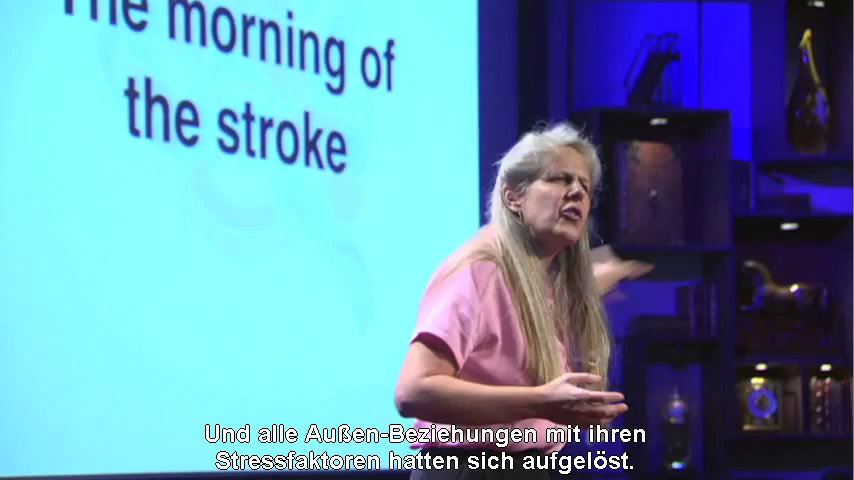 The morning of
the stroke
Und alle Außen-Beziehungen mit ihren
Stressfaktoren hatten sich aufgelöst.